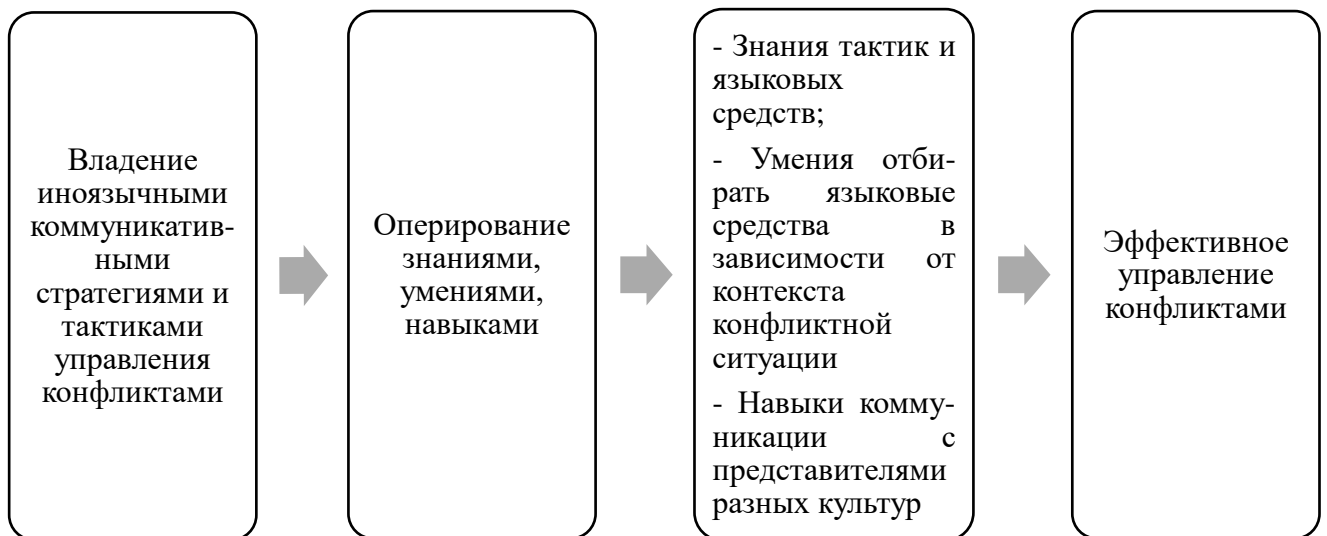 Владение
иноязычными
коммуникатив-
ными
стратегиями и
тактиками
управления
конфликтами
Оперирование
знаниями,
умениями,
навыками
- Знания тактик и
языковых
средств;
- Умения отби-
рать языковые
средства в
зависимости от
контекста
конфликтной
ситуации
- Навыки комму-
никации с
представителями
разных культур
Эффективное
управление
конфликтами